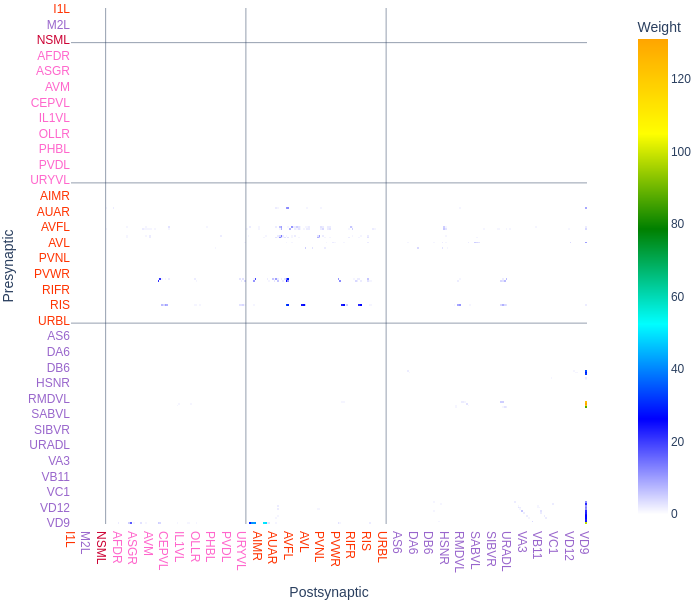 Weight
I1L
M2L
NSML
AFDR
ASGR
AVM
CEPVL
IL1VL
OLLR
PHBL
PVDL
URYVL
AIMR
AUAR
AVFL
AVL
PVNL
PVWR
RIFR
RIS
URBL
AS6
DA6
DB6
HSNR
RMDVL
SABVL
SIBVR
URADL
VA3
VB11
VC1
VD12
VD9
Presynaptic
120
100
80
60
40
20
0
I1L
M2L
NSML
AFDR
ASGR
AVM
CEPVL
IL1VL
OLLR
PHBL
PVDL
URYVL
AIMR
AUAR
AVFL
AVL
PVNL
PVWR
RIFR
RIS
URBL
AS6
DA6
DB6
HSNR
RMDVL
SABVL
SIBVR
URADL
VA3
VB11
VC1
VD12
VD9
Postsynaptic